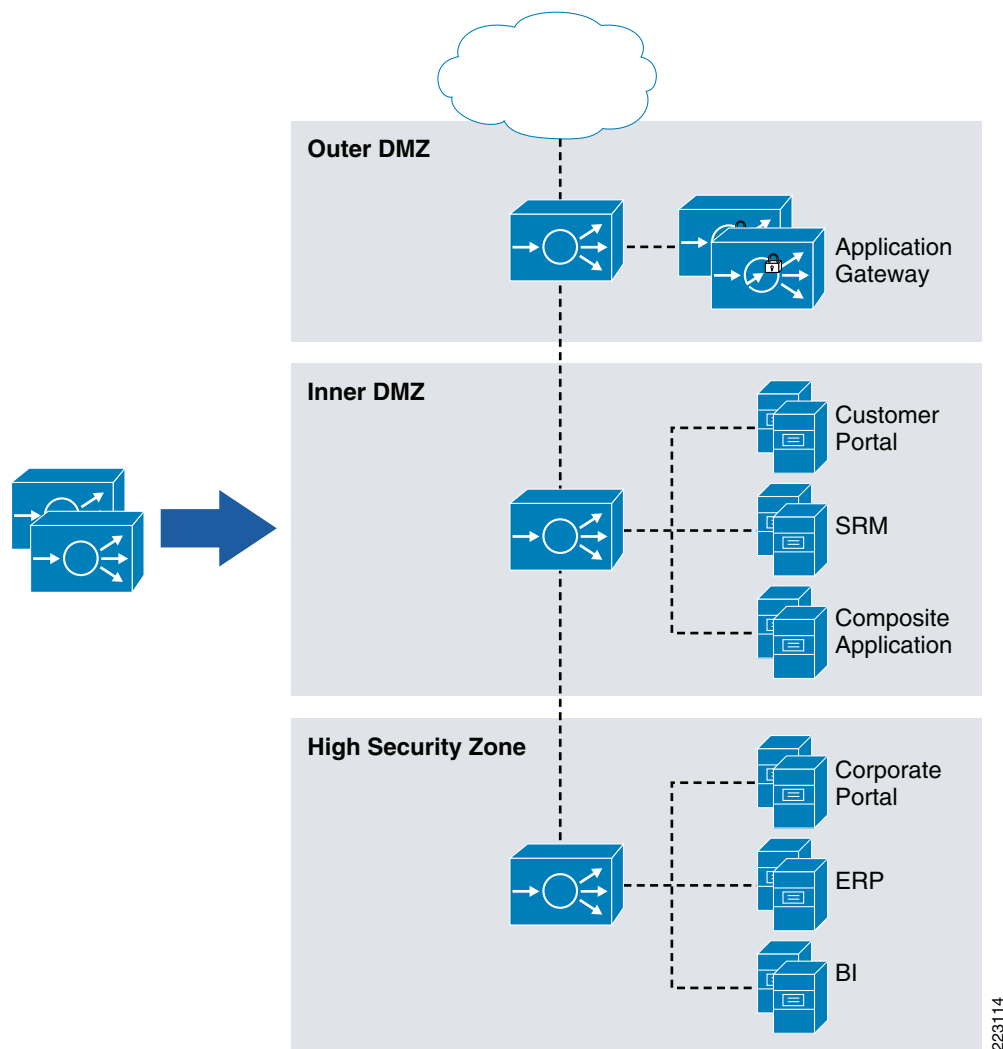 Outer DMZ
Application
Gateway
Inner DMZ
Customer
Portal
SRM
Composite
Application
High Security Zone
Corporate
Portal
ERP
BI
223114